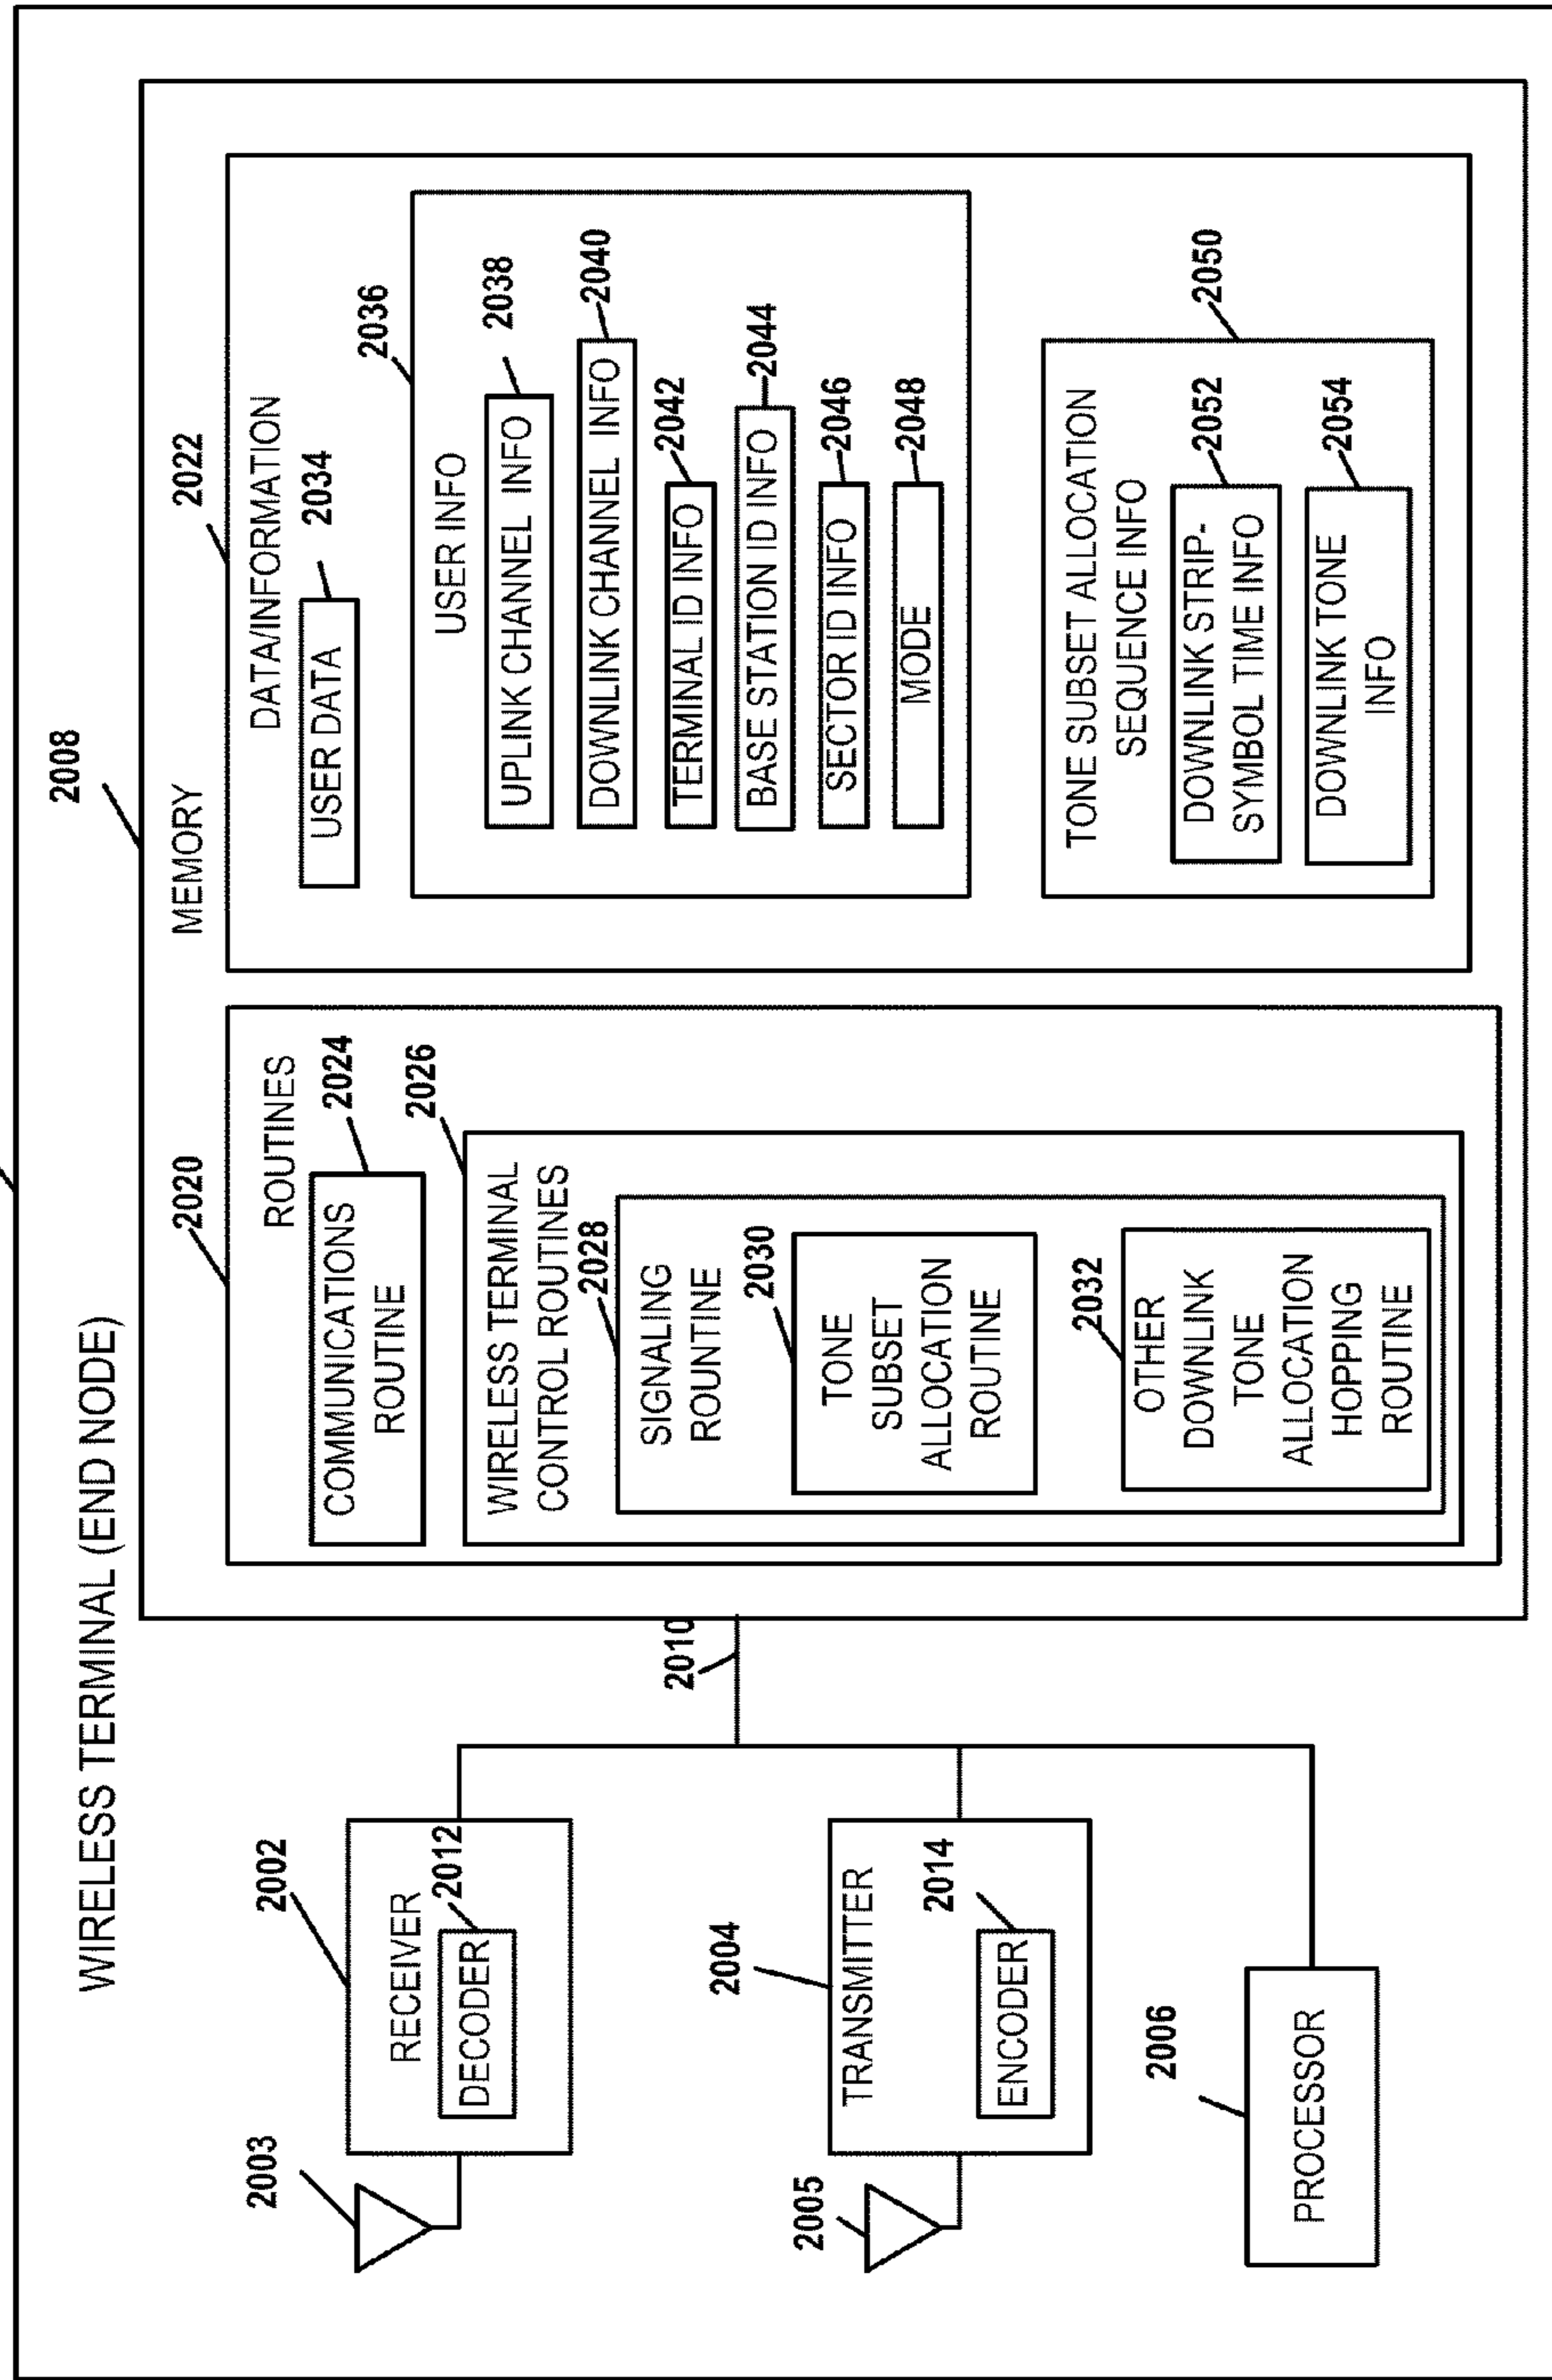 WIRELESS TERMINAL (END NODE)
2003
2002
RECEIVER
2012
DECODER
2005
2004
TRANSMITTER
2014
ENCODER
2006
PROCESSOR
2010
2008
MEMORY
2020
ROUTINES
2024
COMMUNICATIONS
ROUTINE
2026
WIRELESS TERMINAL
CONTROL ROUTINES
2028
SIGNALING
ROUNTINE
2030
TONE
SUBSET
ALLOCATION
ROUTINE
2032
OTHER
DOWNLINK
TONE
ALLOCATION
HOPPING
ROUTINE
2022
DATA/INFORMATION
2034
USER DATA
2036
USER INFO
2038
UPLINK CHANNEL INFO
2040
DOWNLINK CHANNEL INFO
2042
TERMINAL ID INFO
2044
BASE STATION ID INFO
2046
SECTOR ID INFO
2048
MODE
2050
TONE SUBSET ALLOCATION
SEQUENCE INFO
2052
DOWNLINK STRIP-
SYMBOL TIME INFO
2054
DOWNLINK TONE
INFO